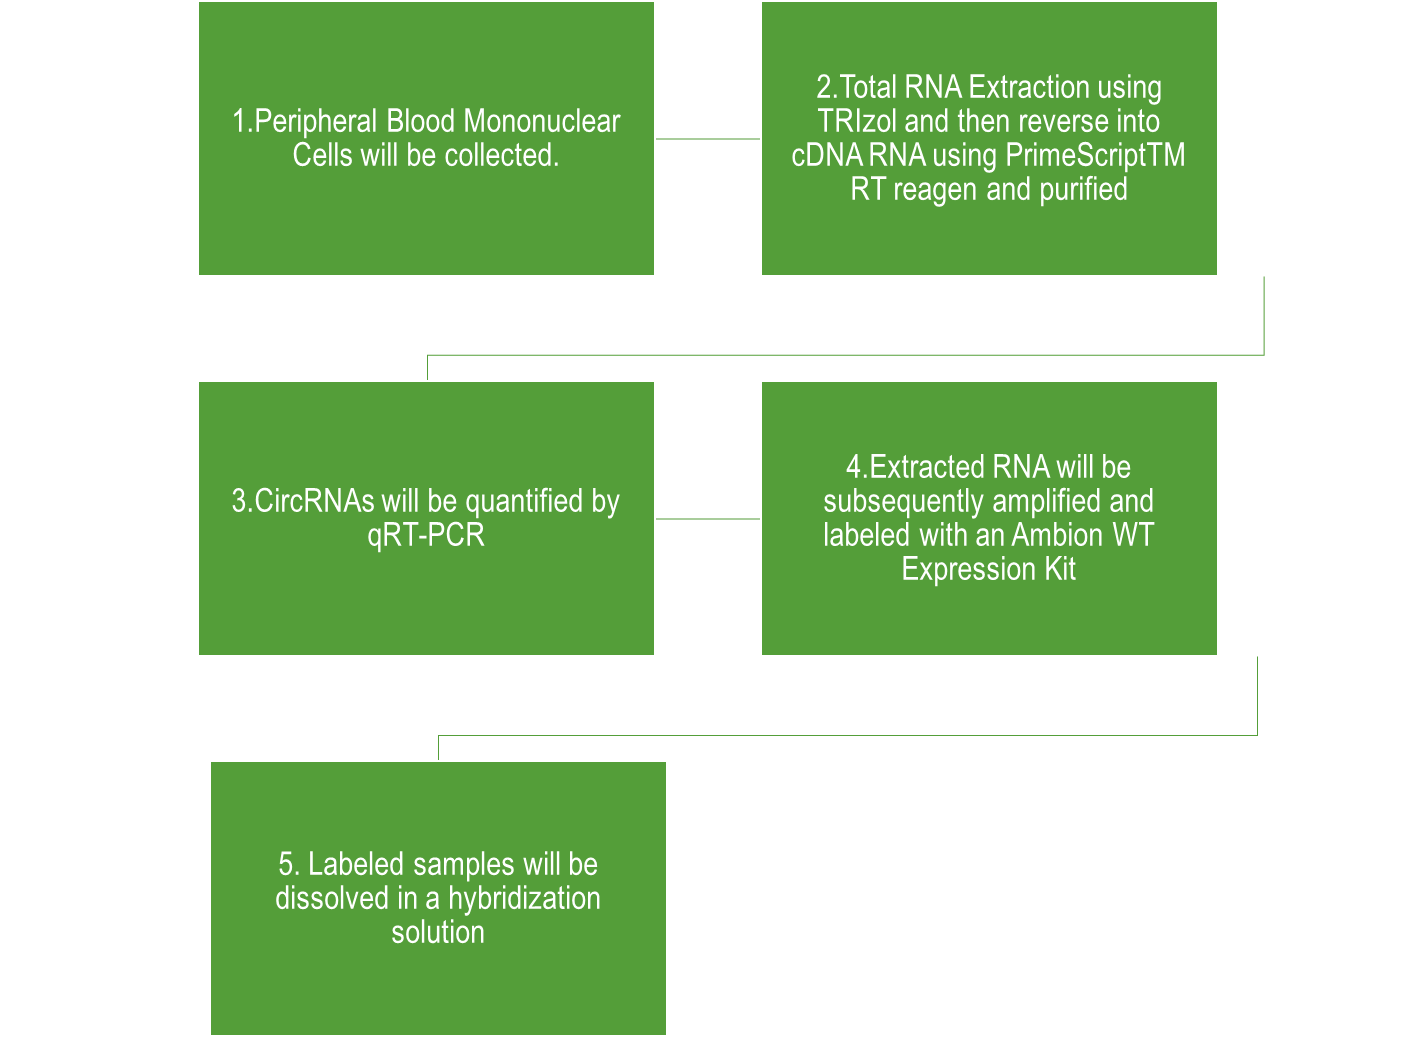 1.Peripheral Blood Mononuclear
Cells will be collected.
2.Total RNA Extraction using
TRIzol and then reverse into
cDNA RNA using PrimeScriptTM
RT reagen and purified
3.CircRNAs will be quantified by
qRT-PCR
4.Extracted RNA will be
subsequently amplified and
labeled with an Ambion WT
Expression Kit
5. Labeled samples will be
dissolved in a hybridization
solution